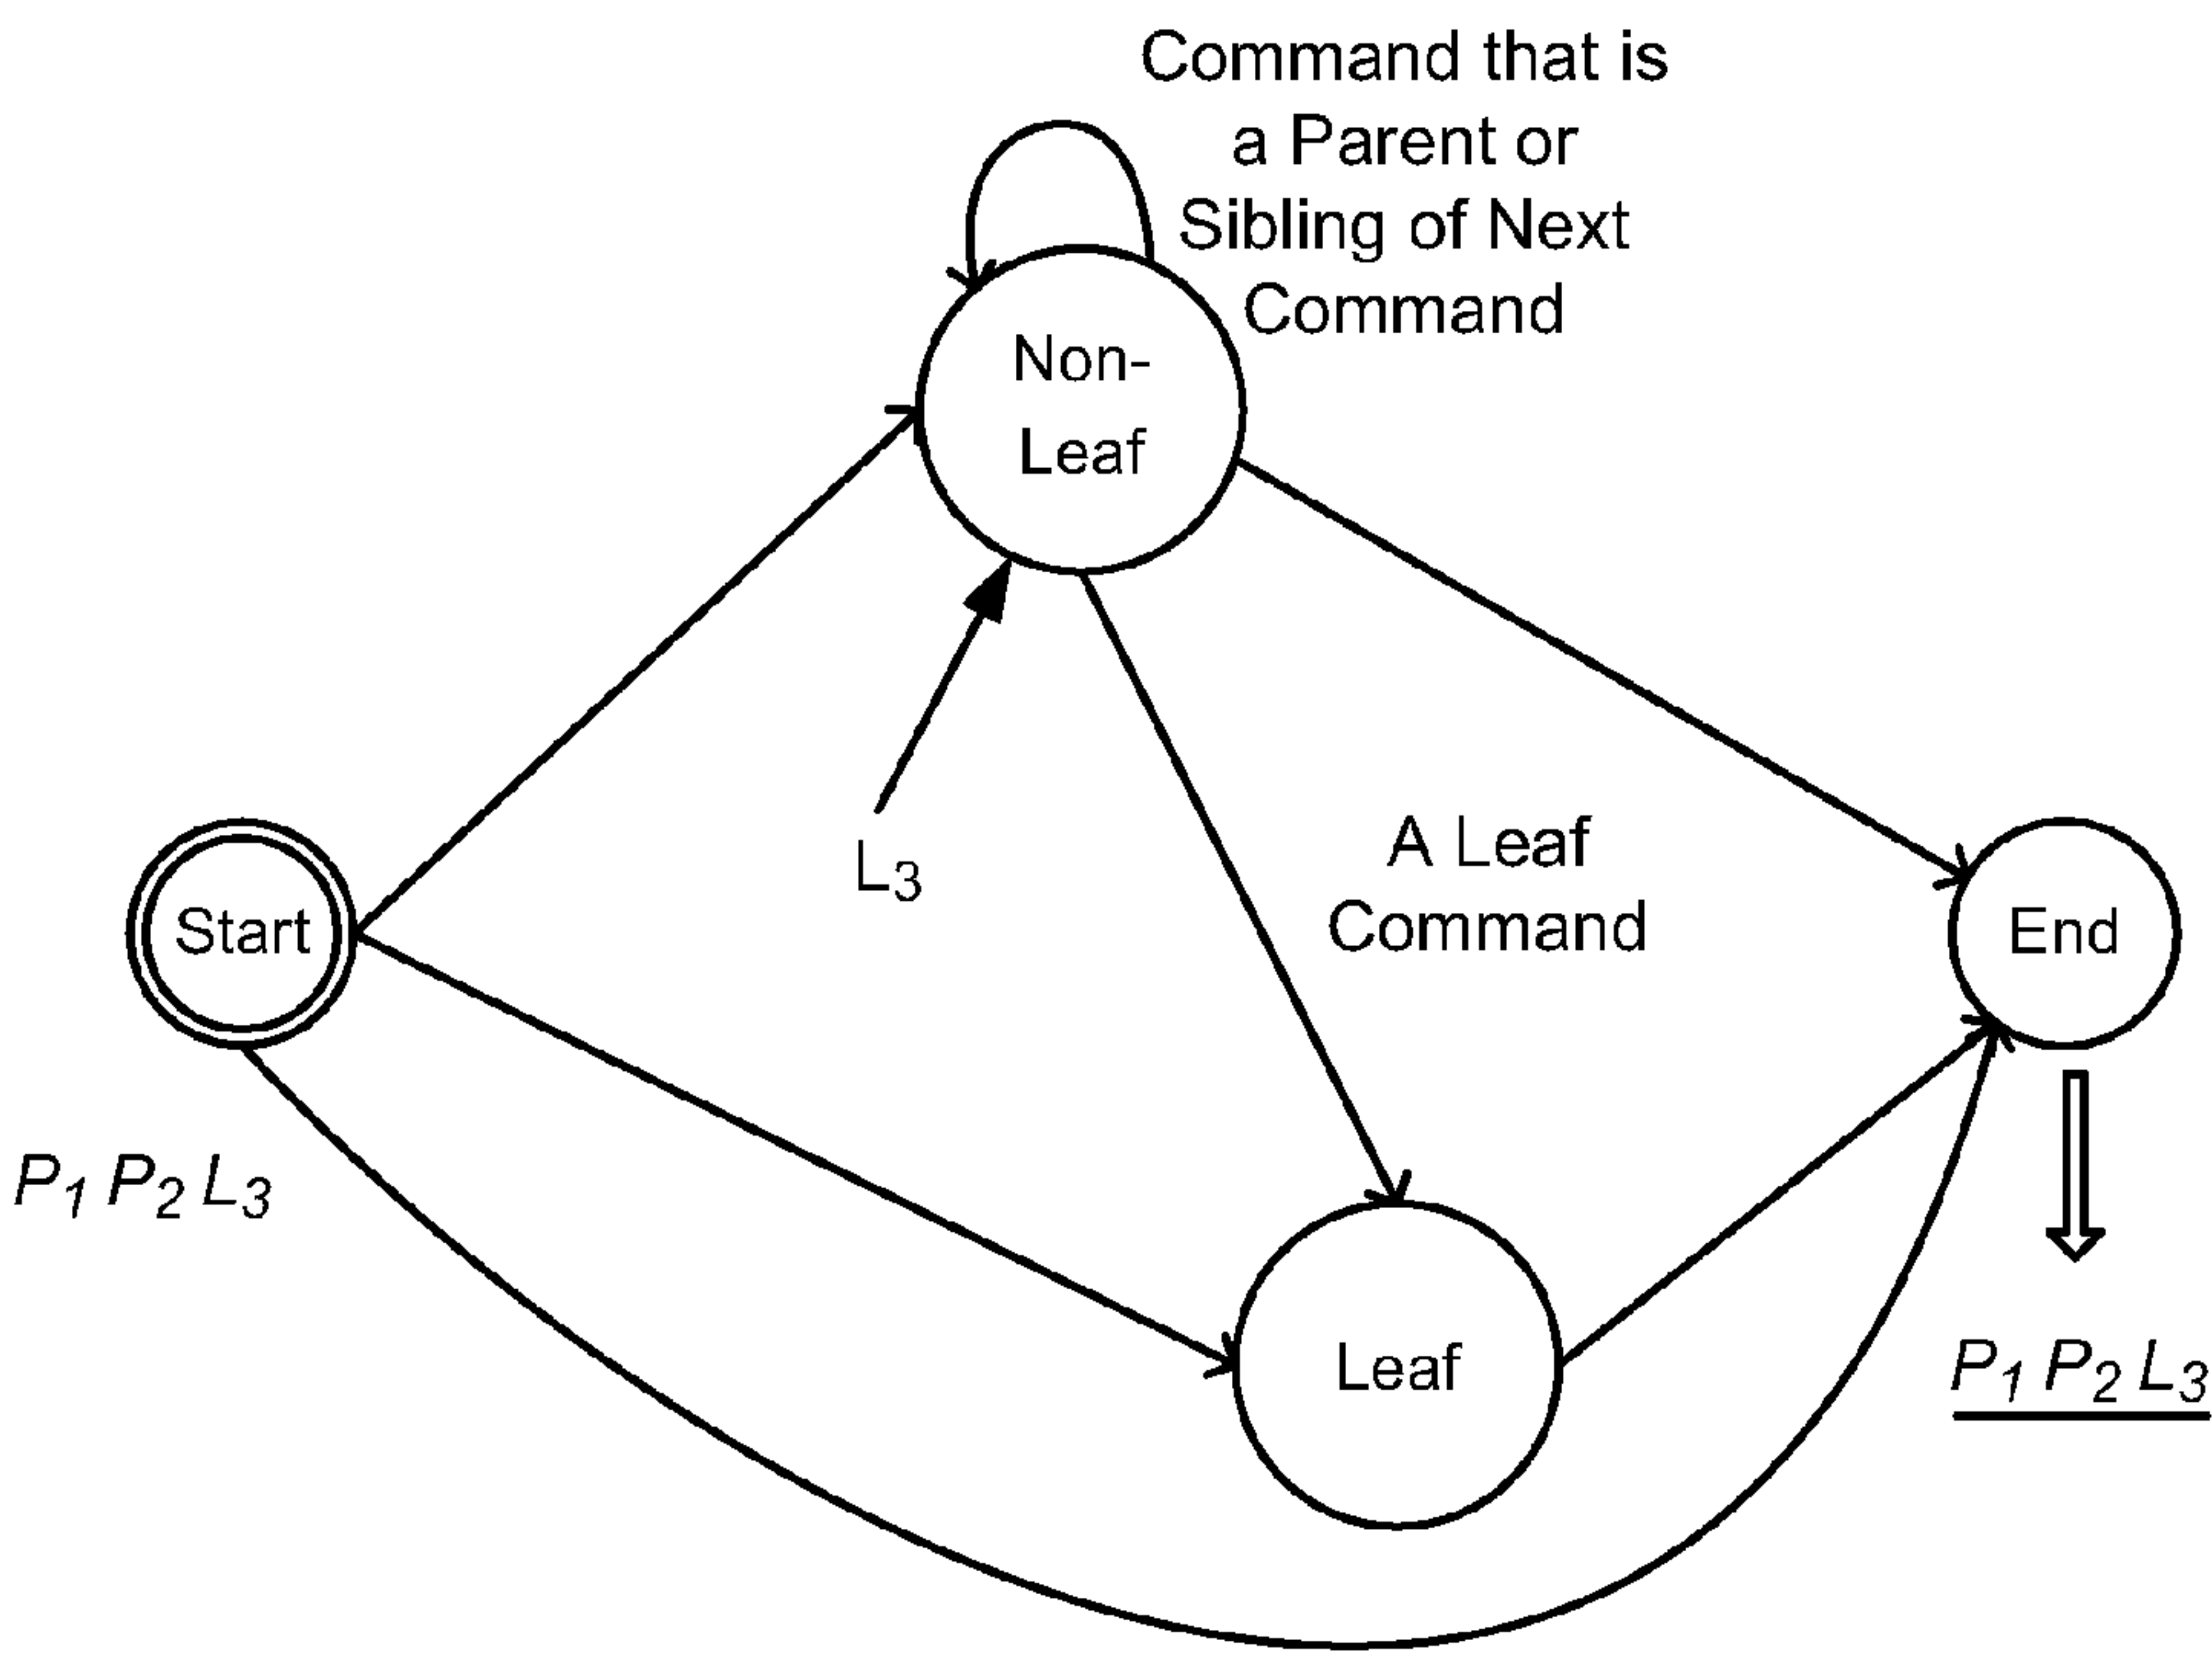 Command that is
a Parent or
Sibling of Next
Command
Non-
Leaf
L₃
A Leaf
Command
Start
End
P₁ P₂ L₃
Leaf
P₁ P₂ L₃